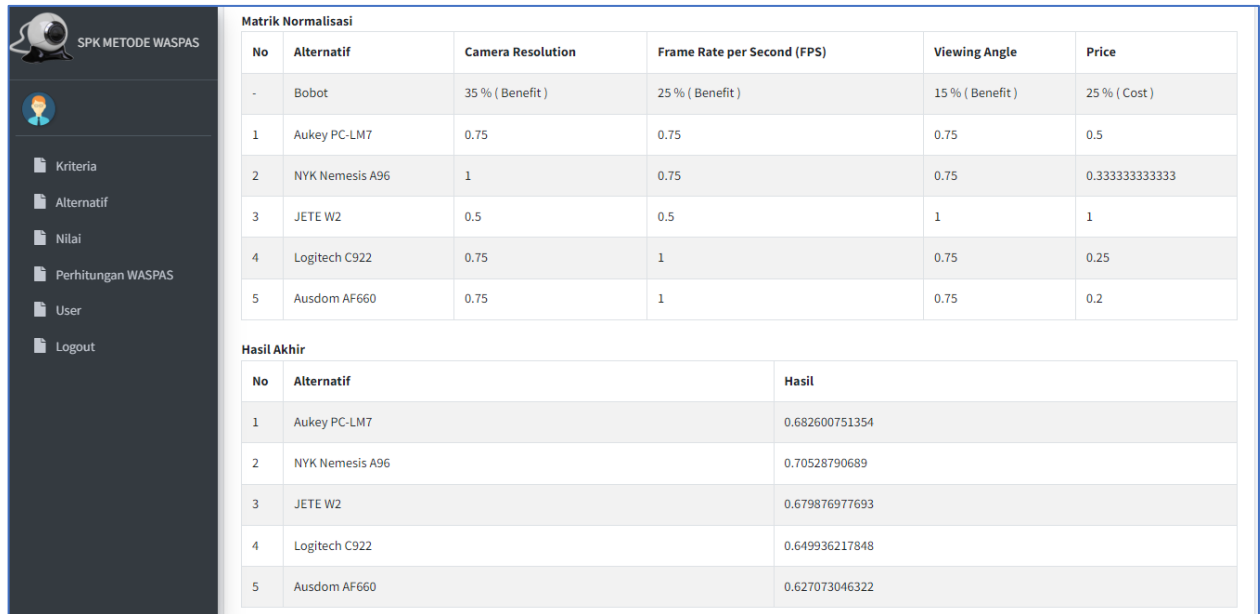 SPK METODE WASPAS
Kriteria
Alternatif
Nilai
Perhitungan WASPAS
User
Logout
Matrik Normalisasi
No Alternatif Camera Resolution Frame Rate per Second (FPS) Viewing Angle Price
- Bobot 35 % ( Benefit ) 25 % ( Benefit ) 15 % ( Benefit ) 25 % ( Cost )
1 Aukey PC-LM7 0.75 0.75 0.75 0.5
2 NYK Nemesis A96 1 0.75 0.75 0.333333333333
3 JETE W2 0.5 0.5 1 1
4 Logitech C922 0.75 1 0.75 0.25
5 Ausdom AF660 0.75 1 0.75 0.2
Hasil Akhir
No Alternatif Hasil
1 Aukey PC-LM7 0.682600751354
2 NYK Nemesis A96 0.70528790689
3 JETE W2 0.679876977693
4 Logitech C922 0.649936217848
5 Ausdom AF660 0.627073046322